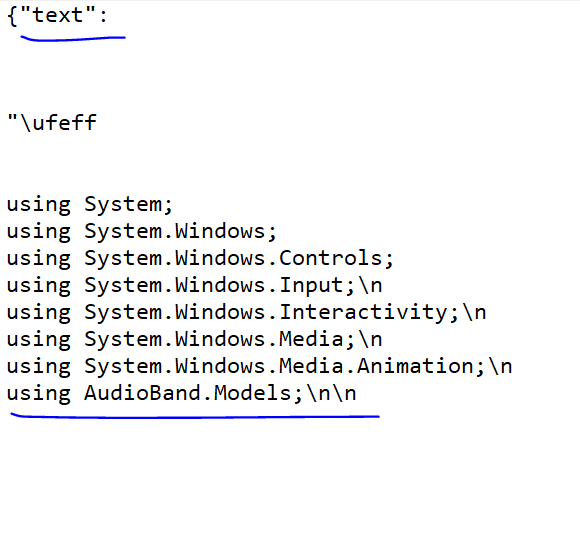 {"text":
"\ufeff
using System;
using System.Windows;
using System.Windows.Controls;
using System.Windows.Input;\n
using System.Windows.Interactivity;\n
using System.Windows.Media;\n
using System.Windows.Media.Animation;\n
using AudioBand.Models;\n\n